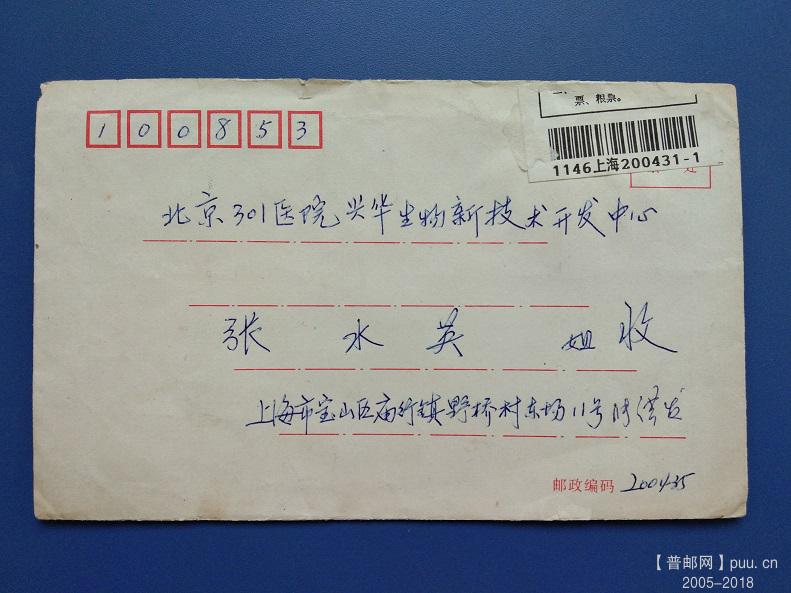 票、粮票。
1146上海200431-1
100853
北京301医院兴华生物新技术开发中心
张水英 姐 收
上海市宝山区庙行镇野桥村东场11号
邮政编码 200435
【普邮网】puu.cn
2005-2018